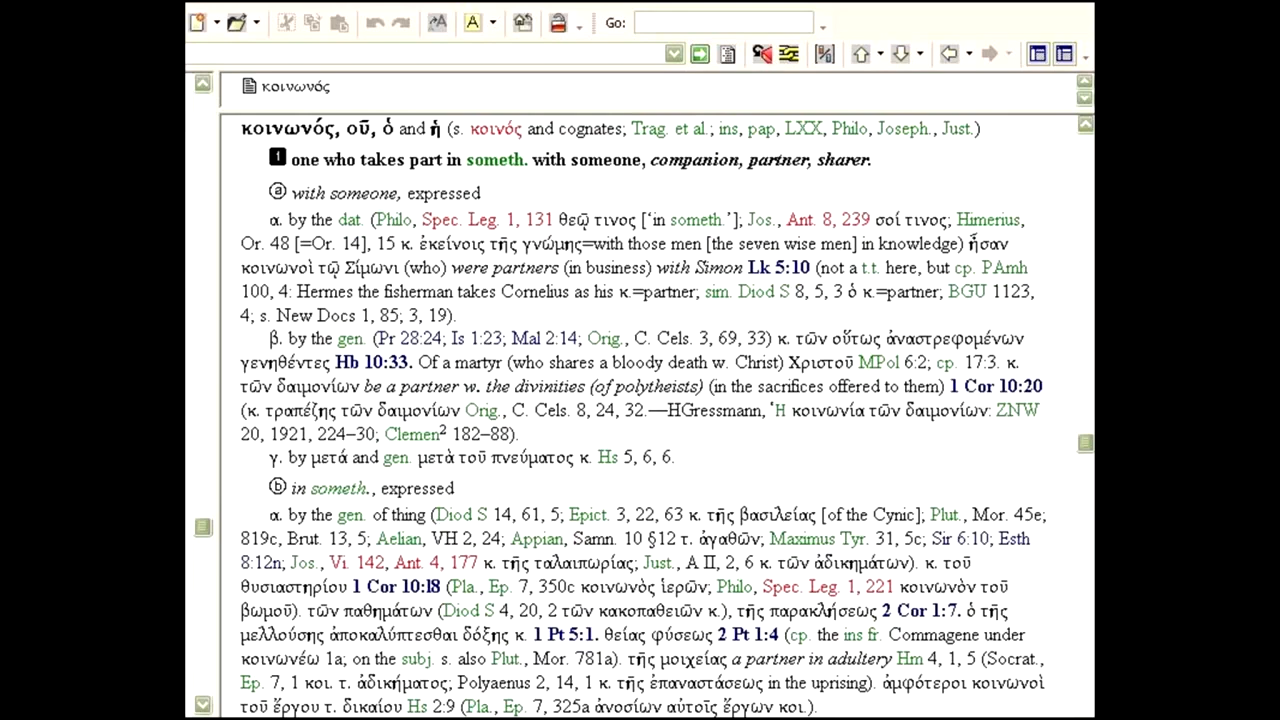 Go:
κοινωνός
κοινωνός, οῦ, ὁ and ἡ (s. κοινός and cognates; Trag. et al.; ins, pap, LXX, Philo, Joseph., Just.)
1 one who takes part in someth. with someone, companion, partner, sharer.
ⓐ with someone, expressed
α. by the dat. (Philo, Spec. Leg. 1, 131 θεῷ τινος [‘in someth.’]; Jos., Ant. 8, 239 σοί τινος; Himerius,
Or. 48 [=Or. 14], 15 κ. ἐκείνοις τῆς γνώμης=with those men [the seven wise men] in knowledge) ἦσαν
κοινωνοὶ τῷ Σίμωνι (who) were partners (in business) with Simon Lk 5:10 (not a t.t. here, but cp. PAmh
100, 4: Hermes the fisherman takes Cornelius as his κ.=partner; sim. Diod S 8, 5, 3 ὁ κ.=partner; BGU 1123,
4; s. New Docs 1, 85; 3, 19).
β. by the gen. (Pr 28:24; Is 1:23; Mal 2:14; Orig., C. Cels. 3, 69, 33) κ. τῶν οὕτως ἀναστρεφομένων
γενηθέντες Hb 10:33. Of a martyr (who shares a bloody death w. Christ) Χριστοῦ MPol 6:2; cp. 17:3. κ.
τῶν δαιμονίων be a partner w. the divinities (of polytheists) (in the sacrifices offered to them) 1 Cor 10:20
(κ. τραπέζης τῶν δαιμονίων Orig., C. Cels. 8, 24, 32.—HGressmann, Ἡ κοινωνία τῶν δαιμονίων: ZNW
20, 1921, 224–30; Clemen² 182–88).
γ. by μετά and gen. μετὰ τοῦ πνεύματος κ. Hs 5, 6, 6.
ⓑ in someth., expressed
α. by the gen. of thing (Diod S 14, 61, 5; Epict. 3, 22, 63 κ. τῆς βασιλείας [of the Cynic]; Plut., Mor. 45e;
819c, Brut. 13, 5; Aelian, VH 2, 24; Appian, Samn. 10 §12 τ. ἀγαθῶν; Maximus Tyr. 31, 5c; Sir 6:10; Esth
8:12n; Jos., Vi. 142, Ant. 4, 177 κ. τῆς ταλαιπωρίας; Just., A II, 2, 6 κ. τῶν ἀδικημάτων). κ. τοῦ
θυσιαστηρίου 1 Cor 10:18 (Pla., Ep. 7, 350c κοινωνὸς ἱερῶν; Philo, Spec. Leg. 1, 221 κοινωνὸν τοῦ
βωμοῦ). τῶν παθημάτων (Diod S 4, 20, 2 τῶν κακοπαθειῶν κ.), τῆς παρακλήσεως 2 Cor 1:7. ὁ τῆς
μελλούσης ἀποκαλύπτεσθαι δόξης κ. 1 Pt 5:1. θείας φύσεως 2 Pt 1:4 (cp. the ins fr. Commagene under
κοινωνέω 1a; on the subj. s. also Plut., Mor. 781a). τῆς μοιχείας a partner in adultery Hm 4, 1, 5 (Socrat.,
Ep. 7, 1 κοι. τ. ἀδικήματος; Polyaenus 2, 14, 1 κ. τῆς ἐπαναστάσεως in the uprising). ἀμφότεροι κοινωνοὶ
τοῦ ἔργου τ. δικαίου Hs 2:9 (Pla., Ep. 7, 325a ἀνοσίων αὐτοῖς ἔργων κοι.).